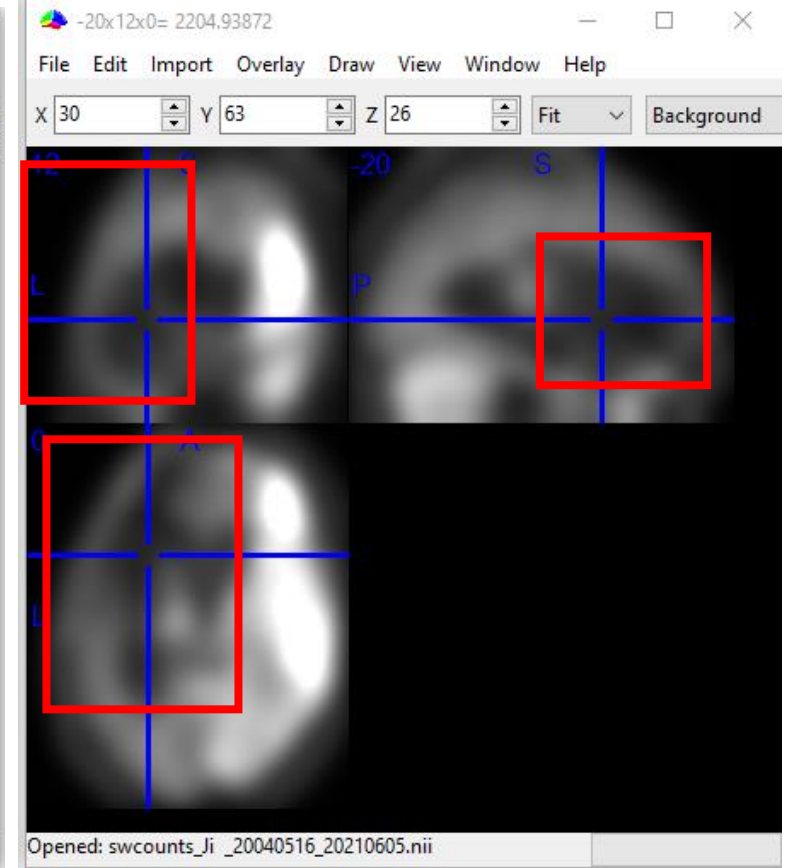 -20x12x0= 2204.93872
File Edit Import Overlay Draw View Window Help
X 30 Y 63 Z 26 Fit Background
12 S -20 S
L P
0 A
L
Opened: swcounts_Ji _20040516_20210605.nii